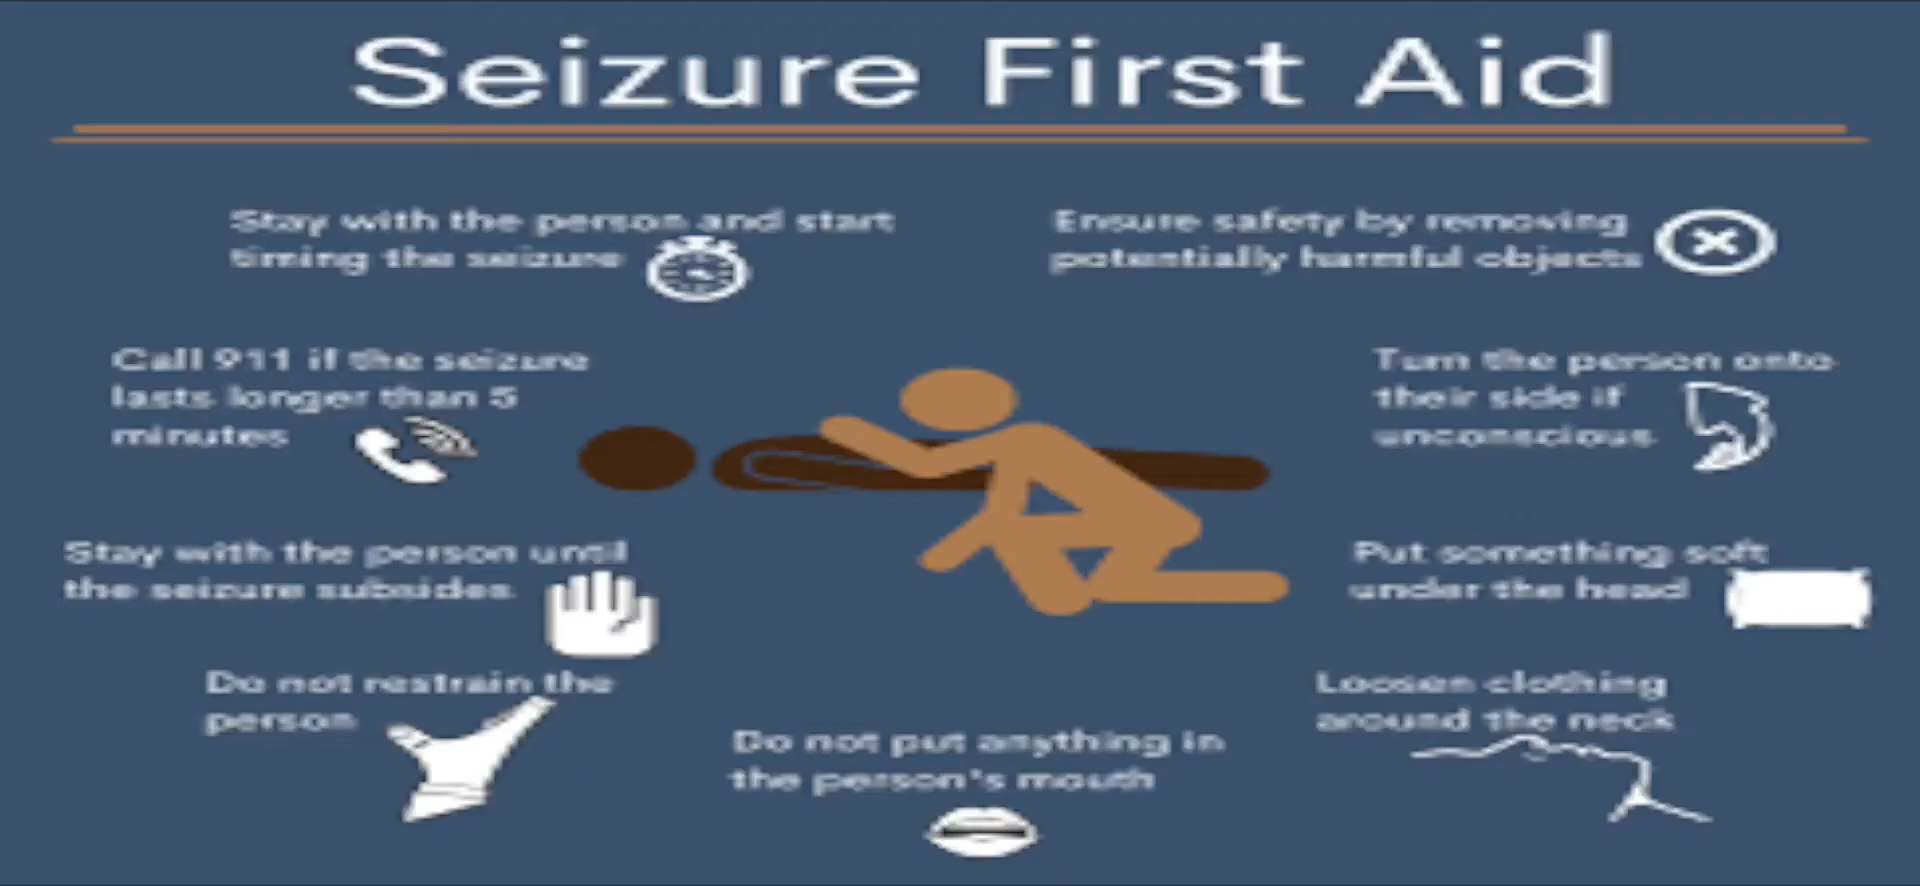 Seizure First Aid
Stay with the person and start
timing the seizure
Ensure safety by removing
potentially harmful objects
Call 911 if the seizure
lasts longer than 5
minutes
Turn the person onto
their side if
unconscious
Stay with the person until
the seizure subsides
Put something soft
under the head
Do not restrain the
person
Do not put anything in
the person's mouth
Loosen clothing
around the neck